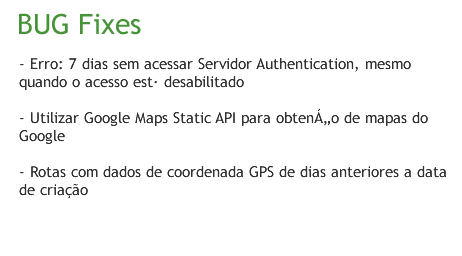 BUG Fixes
- Erro: 7 dias sem acessar Servidor Authentication, mesmo
quando o acesso est· desabilitado
- Utilizar Google Maps Static API para obtenÁ„o de mapas do
Google
- Rotas com dados de coordenada GPS de dias anteriores a data
de criação